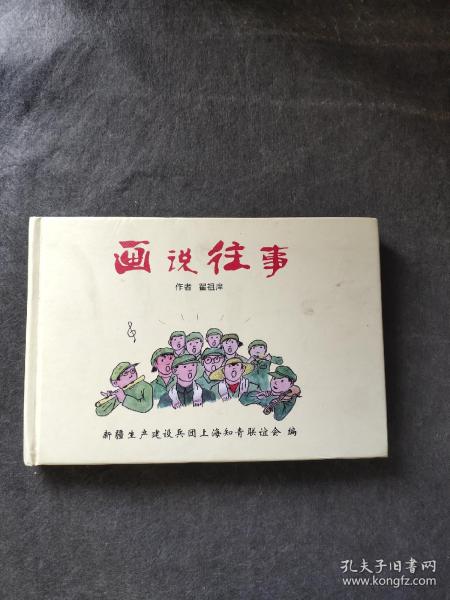 画说往事
作者 翟祖庠
新疆生产建设兵团上海知青联谊会 编
孔夫子旧书网
www.kongfz.com